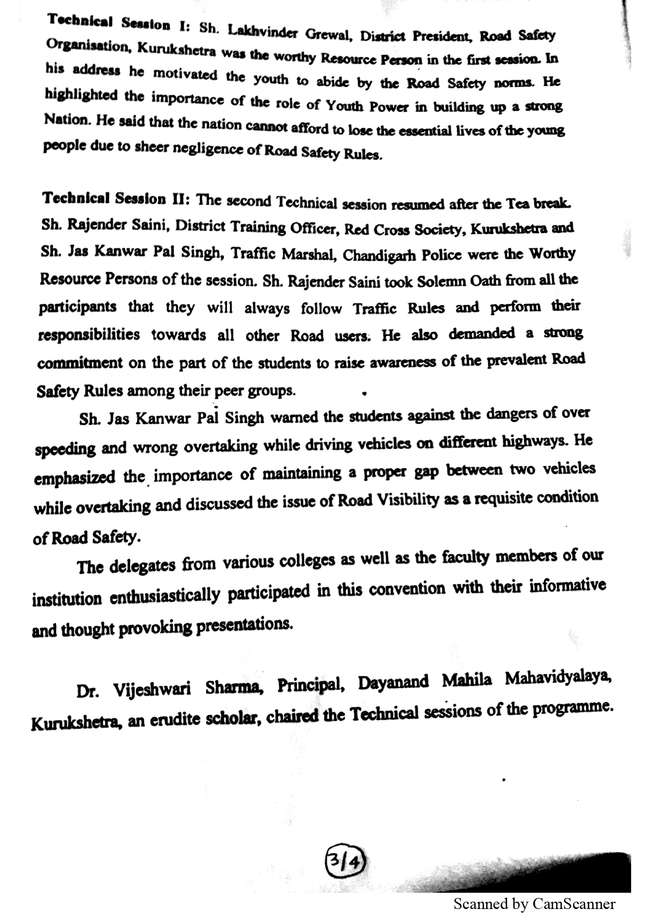 Technical Session I: Sh. Lakhvinder Grewal, District President, Road Safety
Organisation, Kurukshetra was the worthy Resource Person in the first session. In
his address he motivated the youth to abide by the Road Safety norms. He
highlighted the importance of the role of Youth Power in building up a strong
Nation. He said that the nation cannot afford to lose the essential lives of the young
people due to sheer negligence of Road Safety Rules.
Technical Session II: The second Technical session resumed after the Tea break.
Sh. Rajender Saini, District Training Officer, Red Cross Society, Kurukshetra and
Sh. Jas Kanwar Pal Singh, Traffic Marshal, Chandigarh Police were the Worthy
Resource Persons of the session. Sh. Rajender Saini took Solemn Oath from all the
participants that they will always follow Traffic Rules and perform their
responsibilities towards all other Road users. He also demanded a strong
commitment on the part of the students to raise awareness of the prevalent Road
Safety Rules among their peer groups.
Sh. Jas Kanwar Pal Singh warned the students against the dangers of over
speeding and wrong overtaking while driving vehicles on different highways. He
emphasized the importance of maintaining a proper gap between two vehicles
while overtaking and discussed the issue of Road Visibility as a requisite condition
of Road Safety.
The delegates from various colleges as well as the faculty members of our
institution enthusiastically participated in this convention with their informative
and thought provoking presentations.
Dr. Vijeshwari Sharma, Principal, Dayanand Mahila Mahavidyalaya,
Kurukshetra, an erudite scholar, chaired the Technical sessions of the programme.
3/4
Scanned by CamScanner